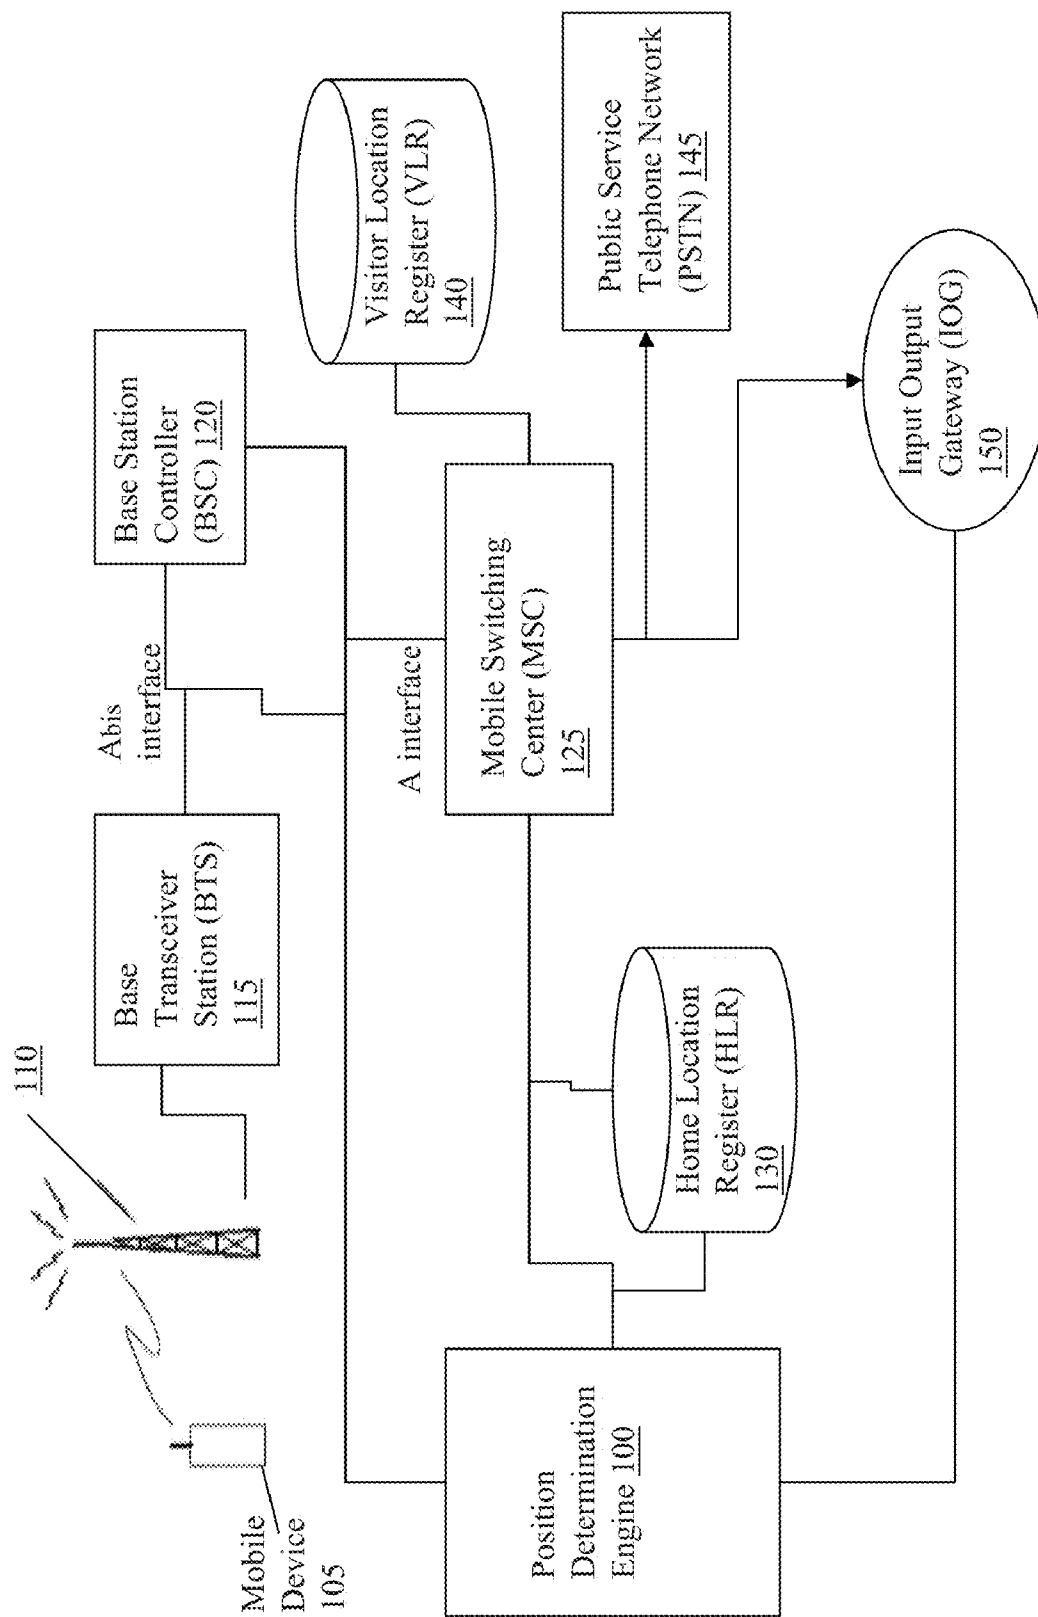 Mobile
Device
105
110
Base
Transceiver
Station (BTS)
115
Abis
interface
Base Station
Controller
(BSC) 120
A interface
Visitor Location
Register (VLR)
140
Position
Determination
Engine 100
Mobile Switching
Center (MSC)
125
Home Location
Register (HLR)
130
Public Service
Telephone Network
(PSTN) 145
Input Output
Gateway (IOG)
150